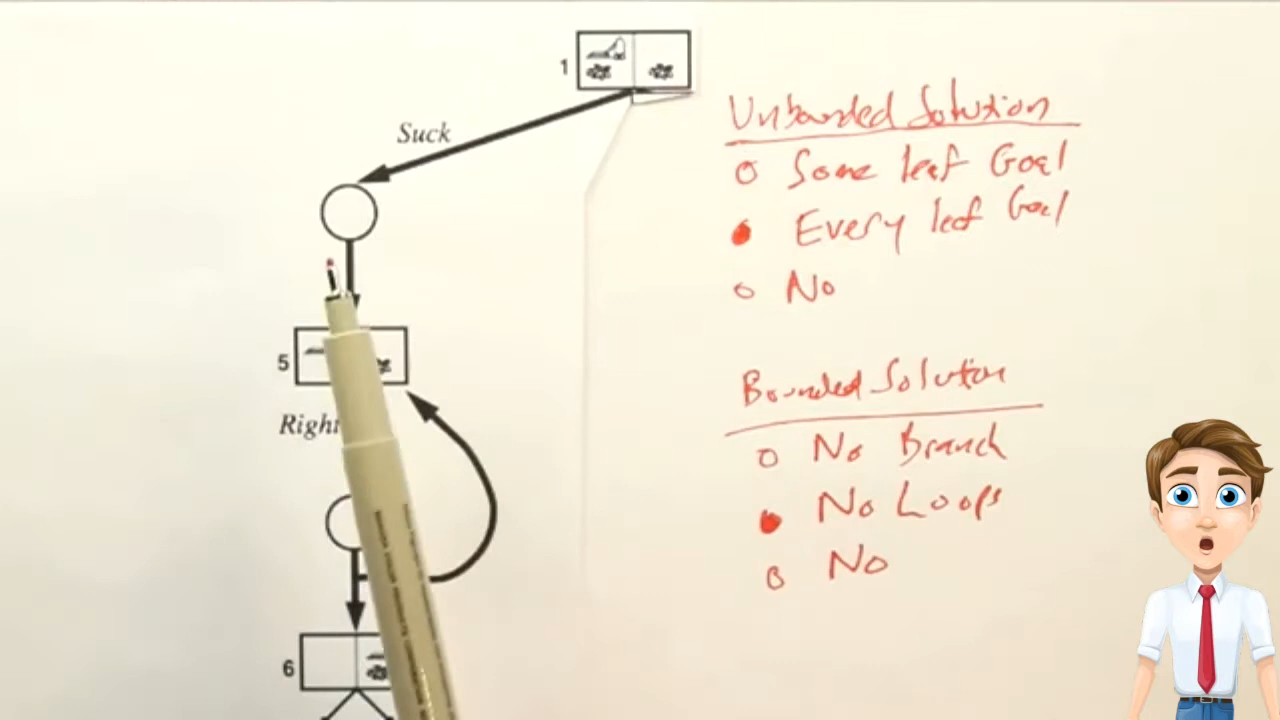 1
Suck
5
Right
6
Unbounded Solution
Some leaf Goal
Every leaf Goal
No
Bounded Solution
No Branch
No Loops
No